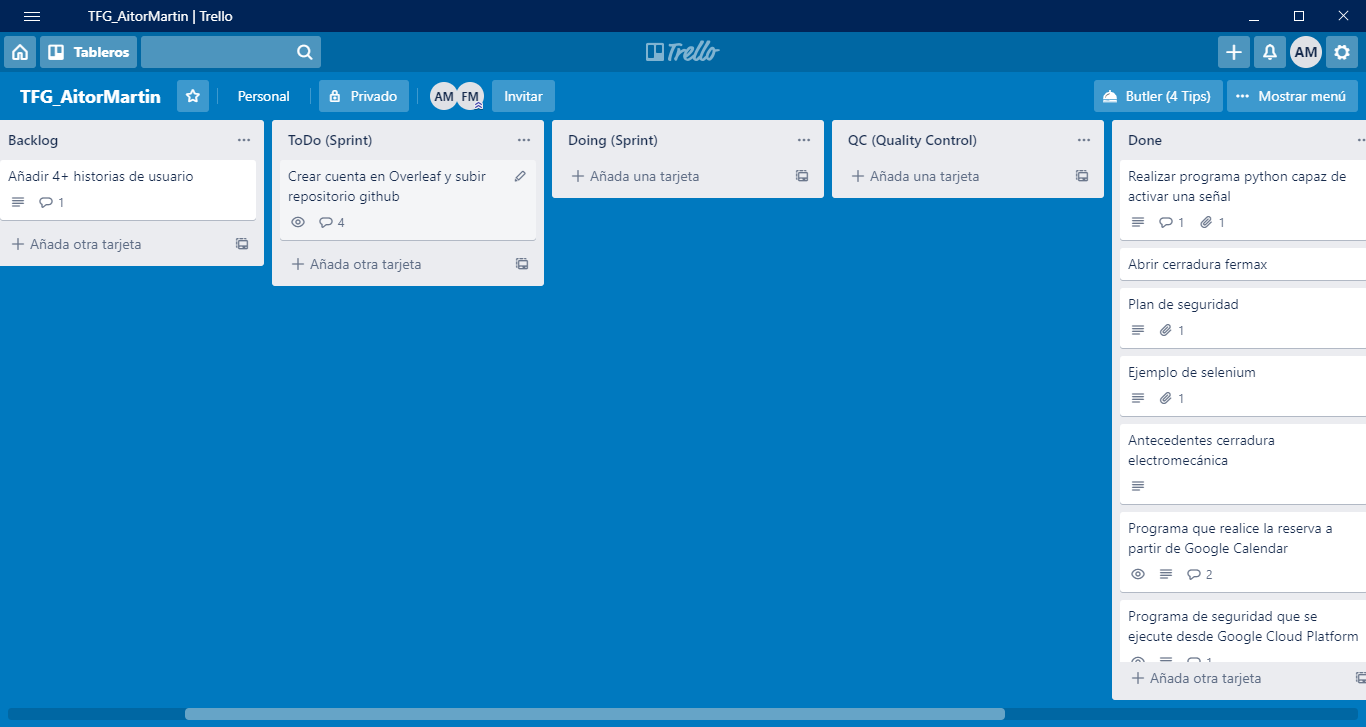 TFG_AitorMartin | Trello
Tableros
Trello
AM
TFG_AitorMartin
Personal
Privado
AM FM
Invitar
Butler (4 Tips)
Mostrar menú
Backlog
Añadir 4+ historias de usuario
1
Añada otra tarjeta
ToDo (Sprint)
Crear cuenta en Overleaf y subir
repositorio github
4
Añada otra tarjeta
Doing (Sprint)
Añada una tarjeta
QC (Quality Control)
Añada una tarjeta
Done
Realizar programa python capaz de
activar una señal
1 1
Abrir cerradura fermax
Plan de seguridad
1
Ejemplo de selenium
1
Antecedentes cerradura
electromecánica
Programa que realice la reserva a
partir de Google Calendar
2
Programa de seguridad que se
ejecute desde Google Cloud Platform
1
Añada otra tarjeta